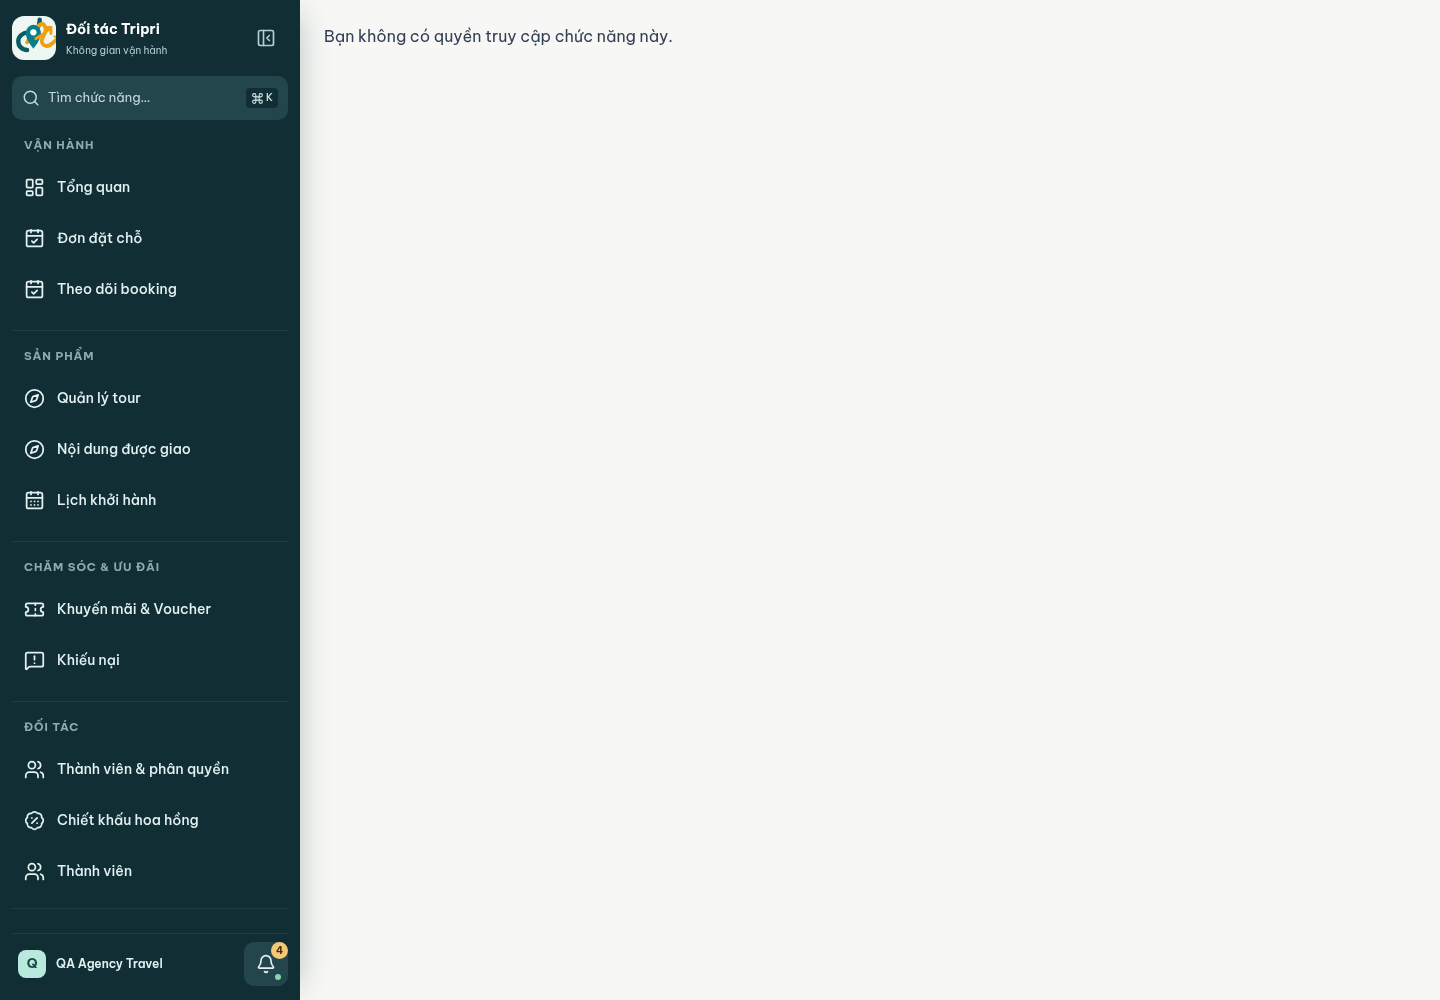 Đối tác Tripri
Không gian vận hành
Tìm chức năng...
⌘ K
VẬN HÀNH
Tổng quan
Đơn đặt chỗ
Theo dõi booking
SẢN PHẨM
Quản lý tour
Nội dung được giao
Lịch khởi hành
CHĂM SÓC & ƯU ĐÃI
Khuyến mãi & Voucher
Khiếu nại
ĐỐI TÁC
Thành viên & phân quyền
Chiết khấu hoa hồng
Thành viên
Q
QA Agency Travel
4
Bạn không có quyền truy cập chức năng này.